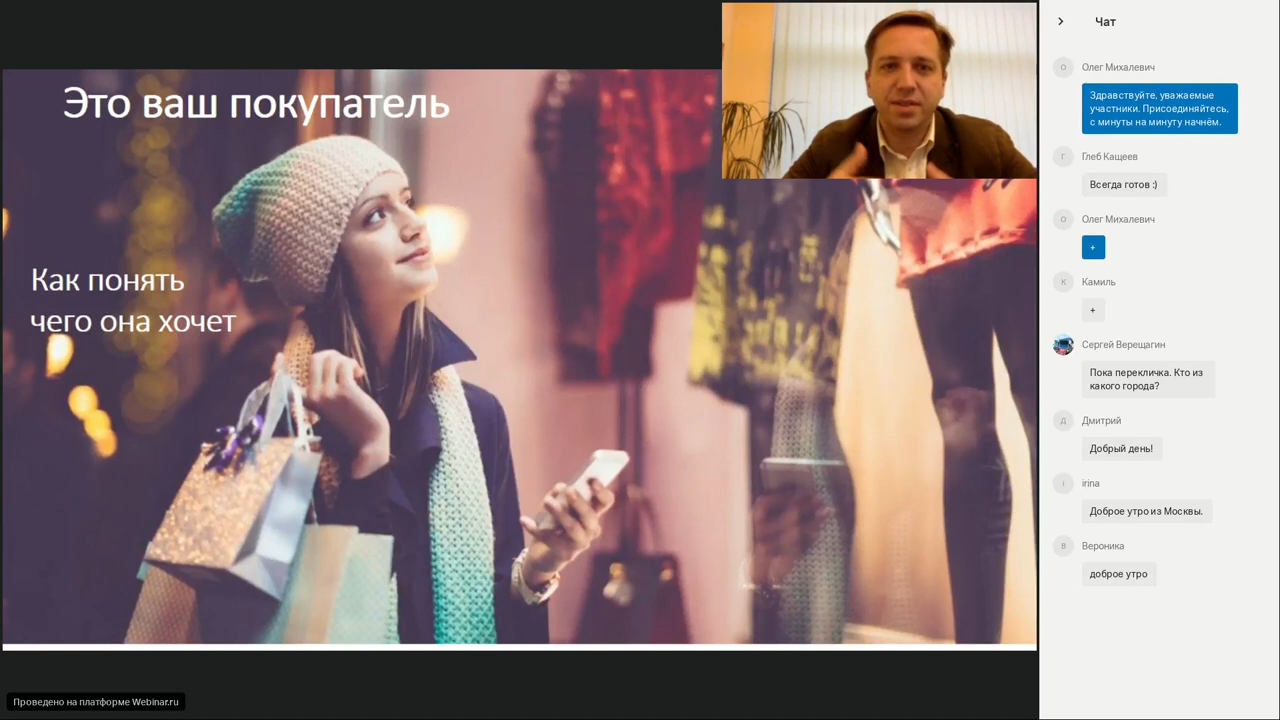 Это ваш покупатель
Как понять
чего она хочет
Проведено на платформе Webinar.ru
Чат
О
Олег Михалевич
Здравствуйте, уважаемые
участники. Присоединяйтесь,
с минуты на минуту начнём.
Г
Глеб Кащеев
Всегда готов :)
О
Олег Михалевич
+
К
Камиль
+
Сергей Верещагин
Пока перекличка. Кто из
какого города?
Д
Дмитрий
Добрый день!
I
irina
Доброе утро из Москвы.
В
Вероника
доброе утро